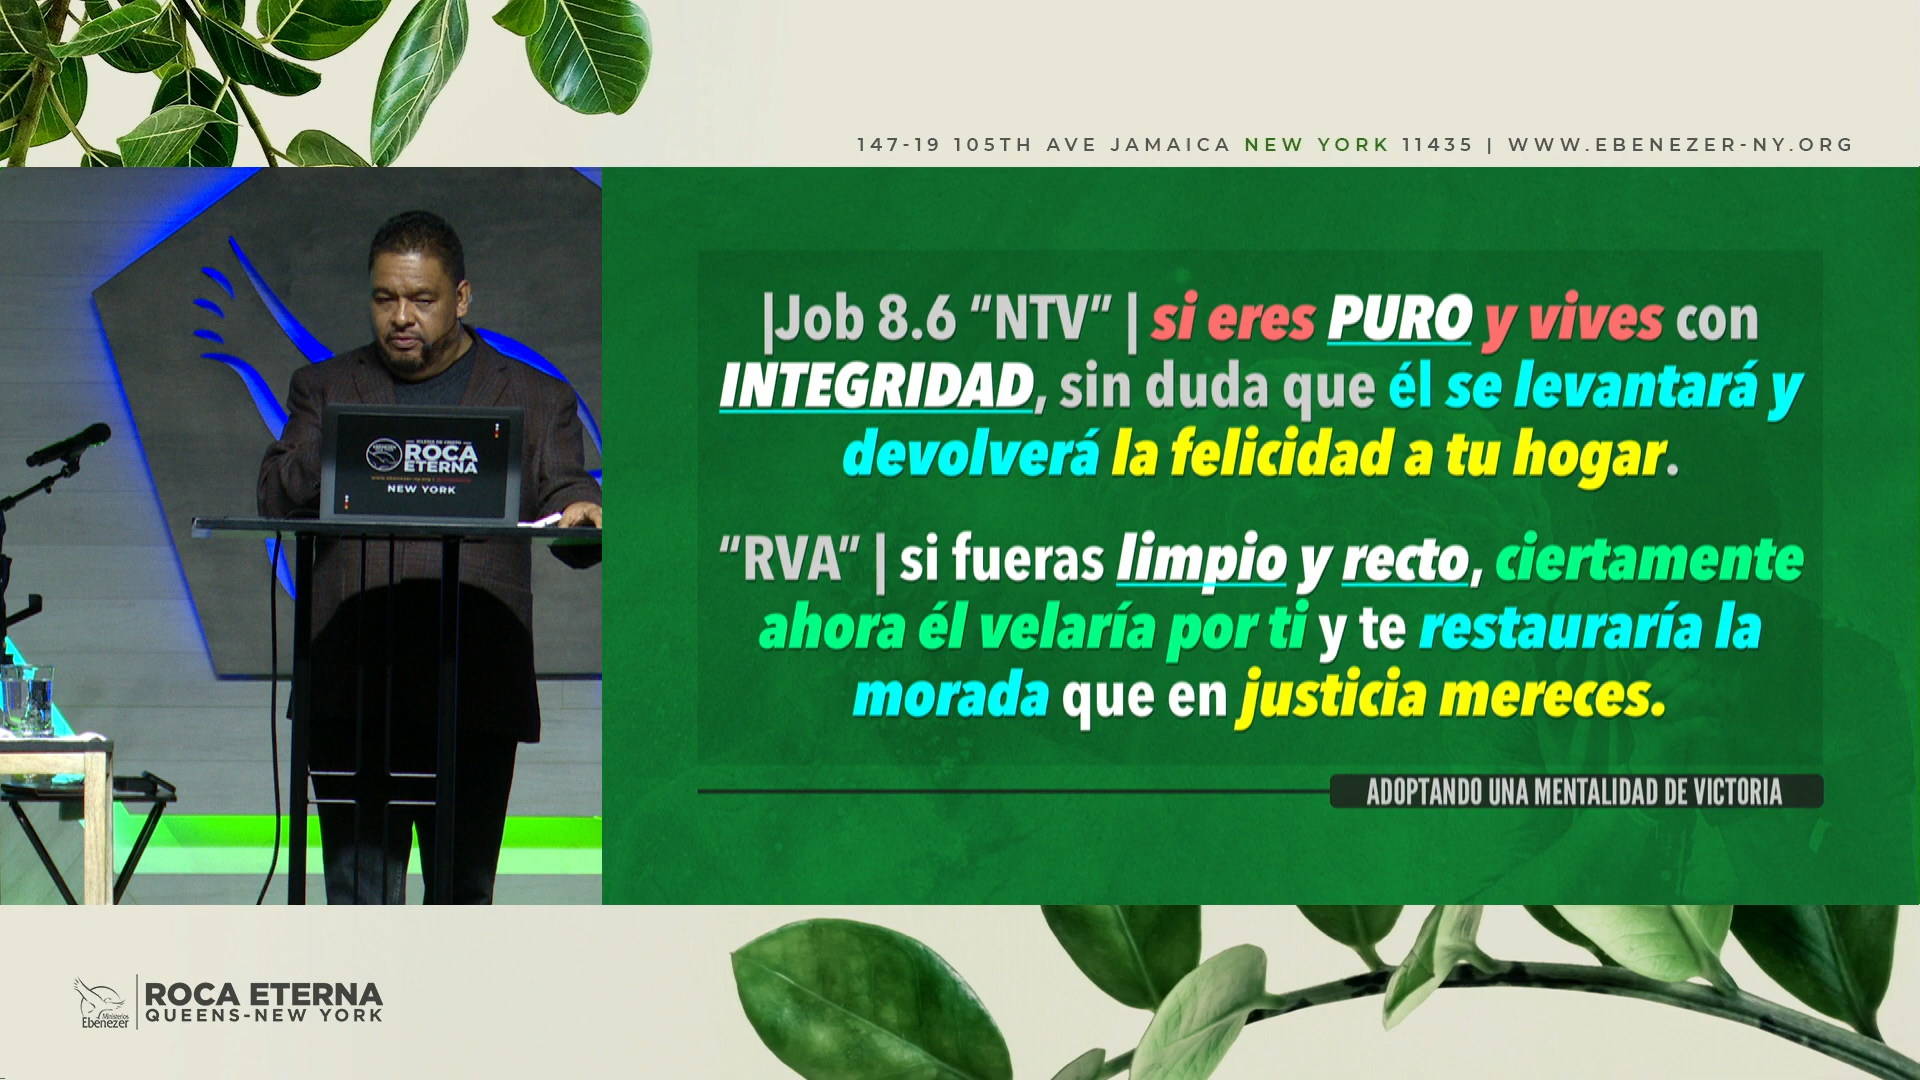 147-19 105TH AVE JAMAICA NEW YORK 11435 | WWW.EBENEZER-NY.ORG
|Job 8.6 “NTV” | si eres PURO y vives con
INTEGRIDAD, sin duda que él se levantará y
devolverá la felicidad a tu hogar.
“RVA” | si fueras limpio y recto, ciertamente
ahora él velaría por ti y te restauraría la
morada que en justicia mereces.
ADOPTANDO UNA MENTALIDAD DE VICTORIA
IGLESIA DE CRISTO
ROCA
ETERNA
NEW YORK
Ministerios
Ebenezer
ROCA ETERNA
QUEENS-NEW YORK